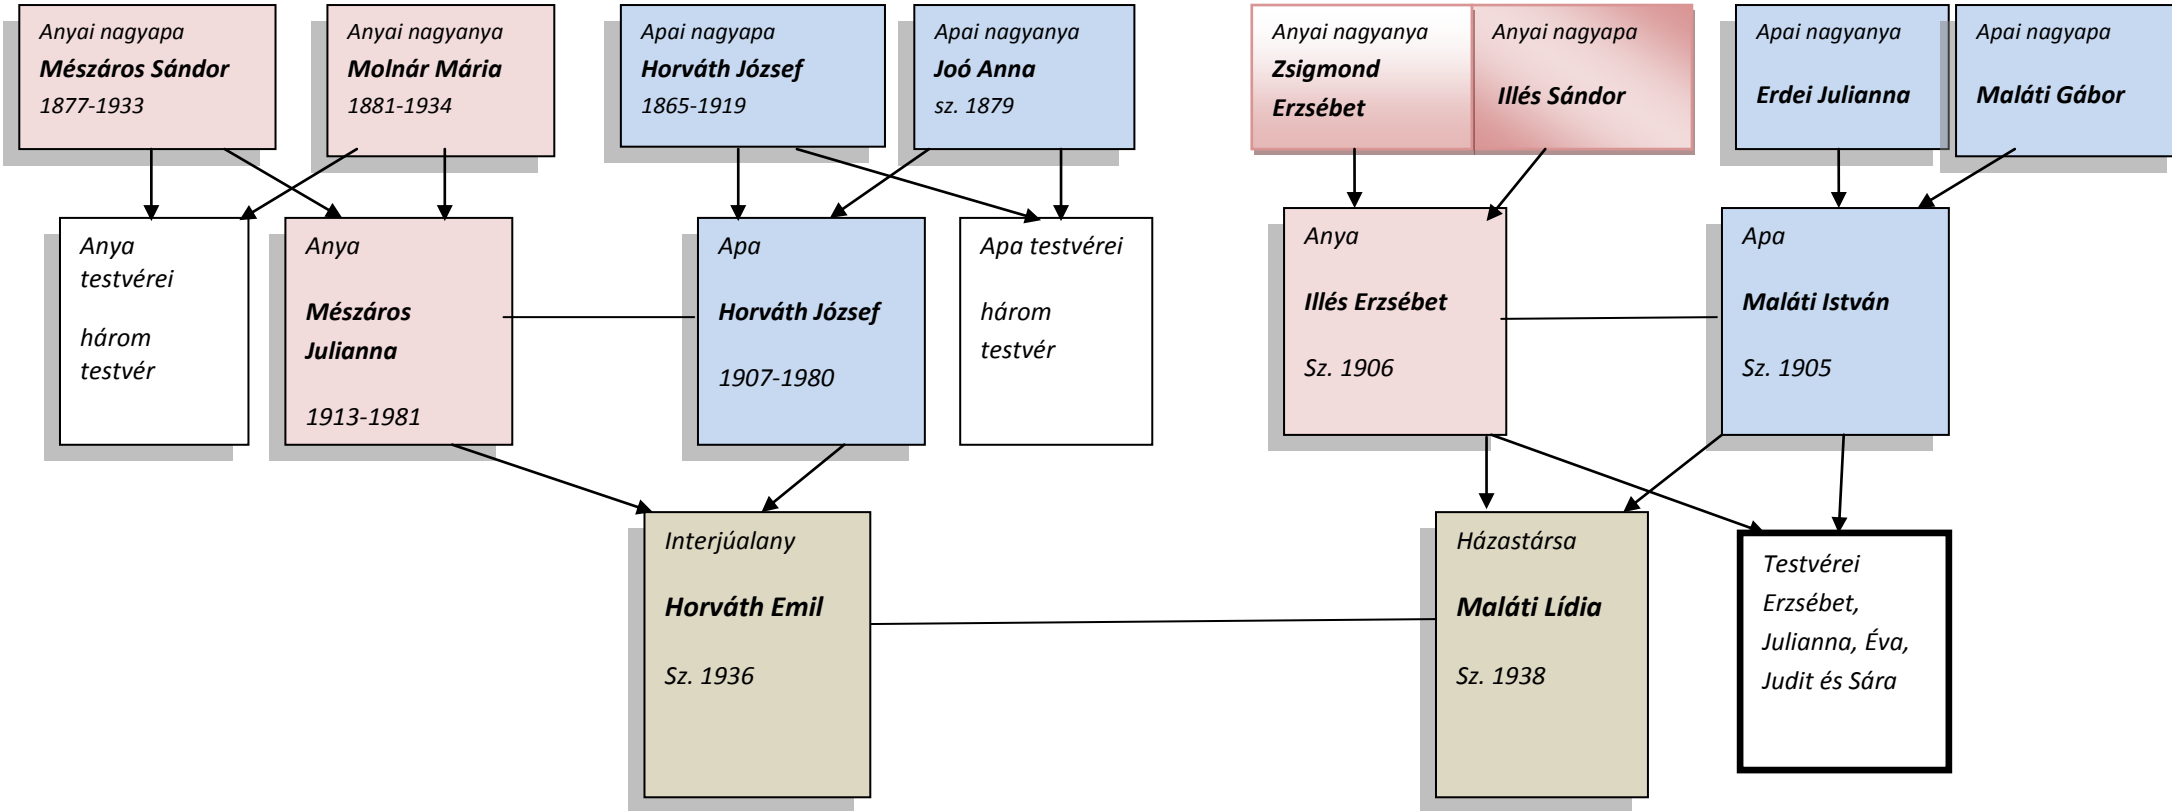 Anyai nagyapa
Mészáros Sándor
1877-1933
Anyai nagyanya
Molnár Mária
1881-1934
Apai nagyapa
Horváth József
1865-1919
Apai nagyanya
Joó Anna
sz. 1879
Anyai nagyanya
Zsigmond
Erzsébet
Anyai nagyapa
Illés Sándor
Apai nagyanya
Erdei Julianna
Apai nagyapa
Maláti Gábor
Anya
testvérei
három
testvér
Anya
Mészáros
Julianna
1913-1981
Apa
Horváth József
1907-1980
Apa testvérei
három
testvér
Anya
Illés Erzsébet
Sz. 1906
Apa
Maláti István
Sz. 1905
Interjúalany
Horváth Emil
Sz. 1936
Házastársa
Maláti Lídia
Sz. 1938
Testvérei
Erzsébet,
Julianna, Éva,
Judit és Sára